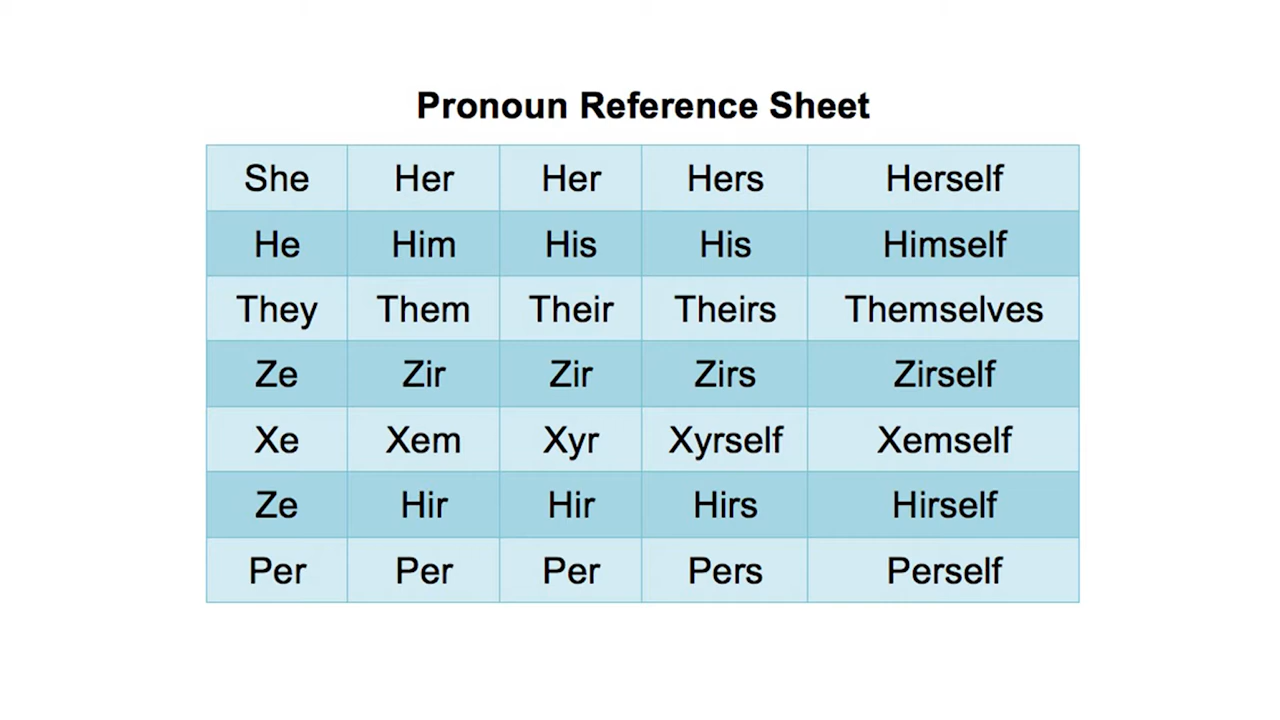 Pronoun Reference Sheet
She Her Her Hers Herself
He Him His His Himself
They Them Their Theirs Themselves
Ze Zir Zir Zirs Zirself
Xe Xem Xyr Xyrself Xemself
Ze Hir Hir Hirs Hirself
Per Per Per Pers Perself